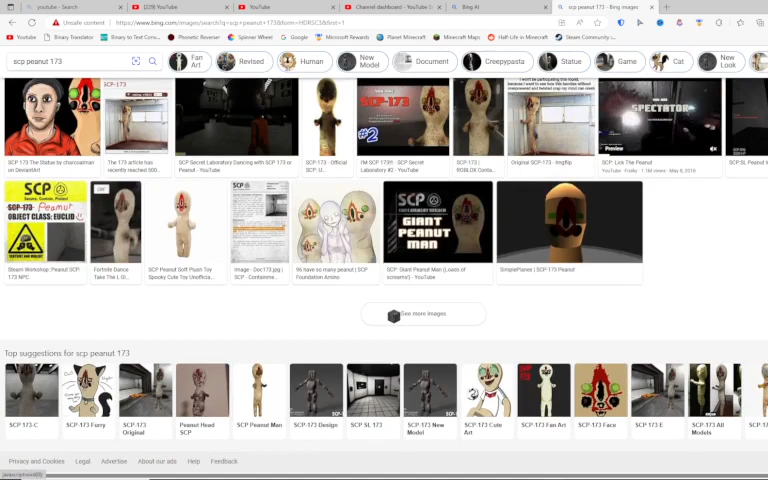 youtube - Search
(229) YouTube
YouTube
Channel dashboard - YouTube
Bing AI
scp peanut 173 - Bing images
Unsafe content
https://www.bing.com/images/search?q=scp+peanut+173&form=HDRSC3&first=1
Youtube
Binary Translator
Binary to Text Conv...
Phonetic Reverser
Spinner Wheel
Google
Microsoft Rewards
Planet Minecraft
Minecraft Maps
Half-Life in Minecraft
Steam Community :...
scp peanut 173
Fan Art
Revised
Human
New Model
Document
Creepypasta
Statue
Game
Cat
New Look
SCP-173
SCP-173
#2
SPECTATOR
Preview
SCP 173 The Statue by charcoalman on DeviantArt
The 173 article has recently reached 500...
SCP Secret Laboratory Dancing with SCP or Peanut - YouTube
SCP-173 - Official SCP: U...
I'M SCP 173!! - SCP Secret Laboratory #2 - YouTube
SCP-173 | ROBLOX Conta...
Original SCP-173 - Imgflip
SCP: Lick The Peanut
SCP
SCP-173 Peanut
OBJECT CLASS: EUCLID
SCP
SCP
GIANT
PEANUT
MAN
Steam Workshop::Peanut SCP-173 NPC
Fortnite Dance Take The L Gl...
SCP Peanut Soft Plush Toy Spooky Cute Toy Unofficia...
Image - Doc173.jpg | SCP - Containme...
96 have so many peanut | SCP Foundation Amino
SCP: Giant Peanut Man (Loads of screams!) - YouTube
SimplePlanes | SCP-173 Peanut
See more images
Top suggestions for scp peanut 173
SCP 173-C
SCP 173 Furry
SCP-173 Original
Peanut Head SCP
SCP Peanut Man
SCP-173 Design
SCP SL 173
SCP-173 New Model
SCP-173 Cute Art
SCP-173 Fan Art
SCP-173 Face
SCP 173 E
SCP-173 All Models
Privacy and Cookies
Legal
Advertise
About our ads
Help
Feedback